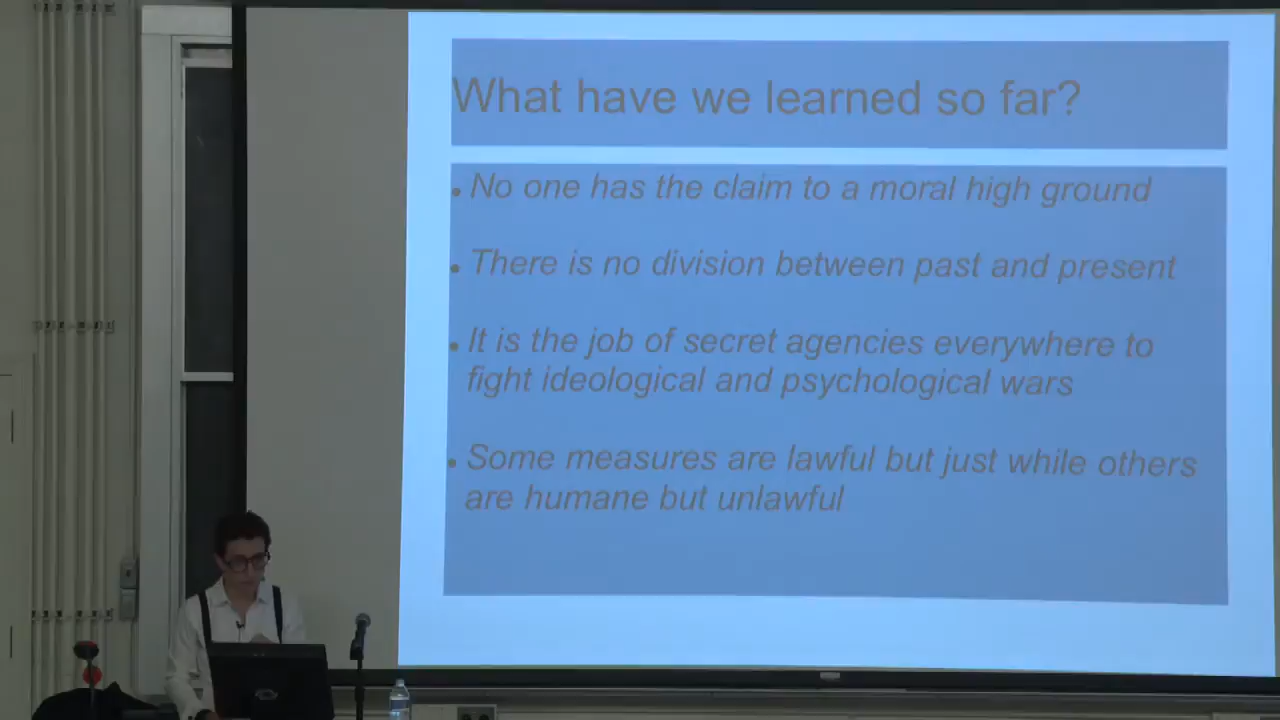 What have we learned so far?
• No one has the claim to a moral high ground
• There is no division between past and present
• It is the job of secret agencies everywhere to
fight ideological and psychological wars
• Some measures are lawful but just while others
are humane but unlawful